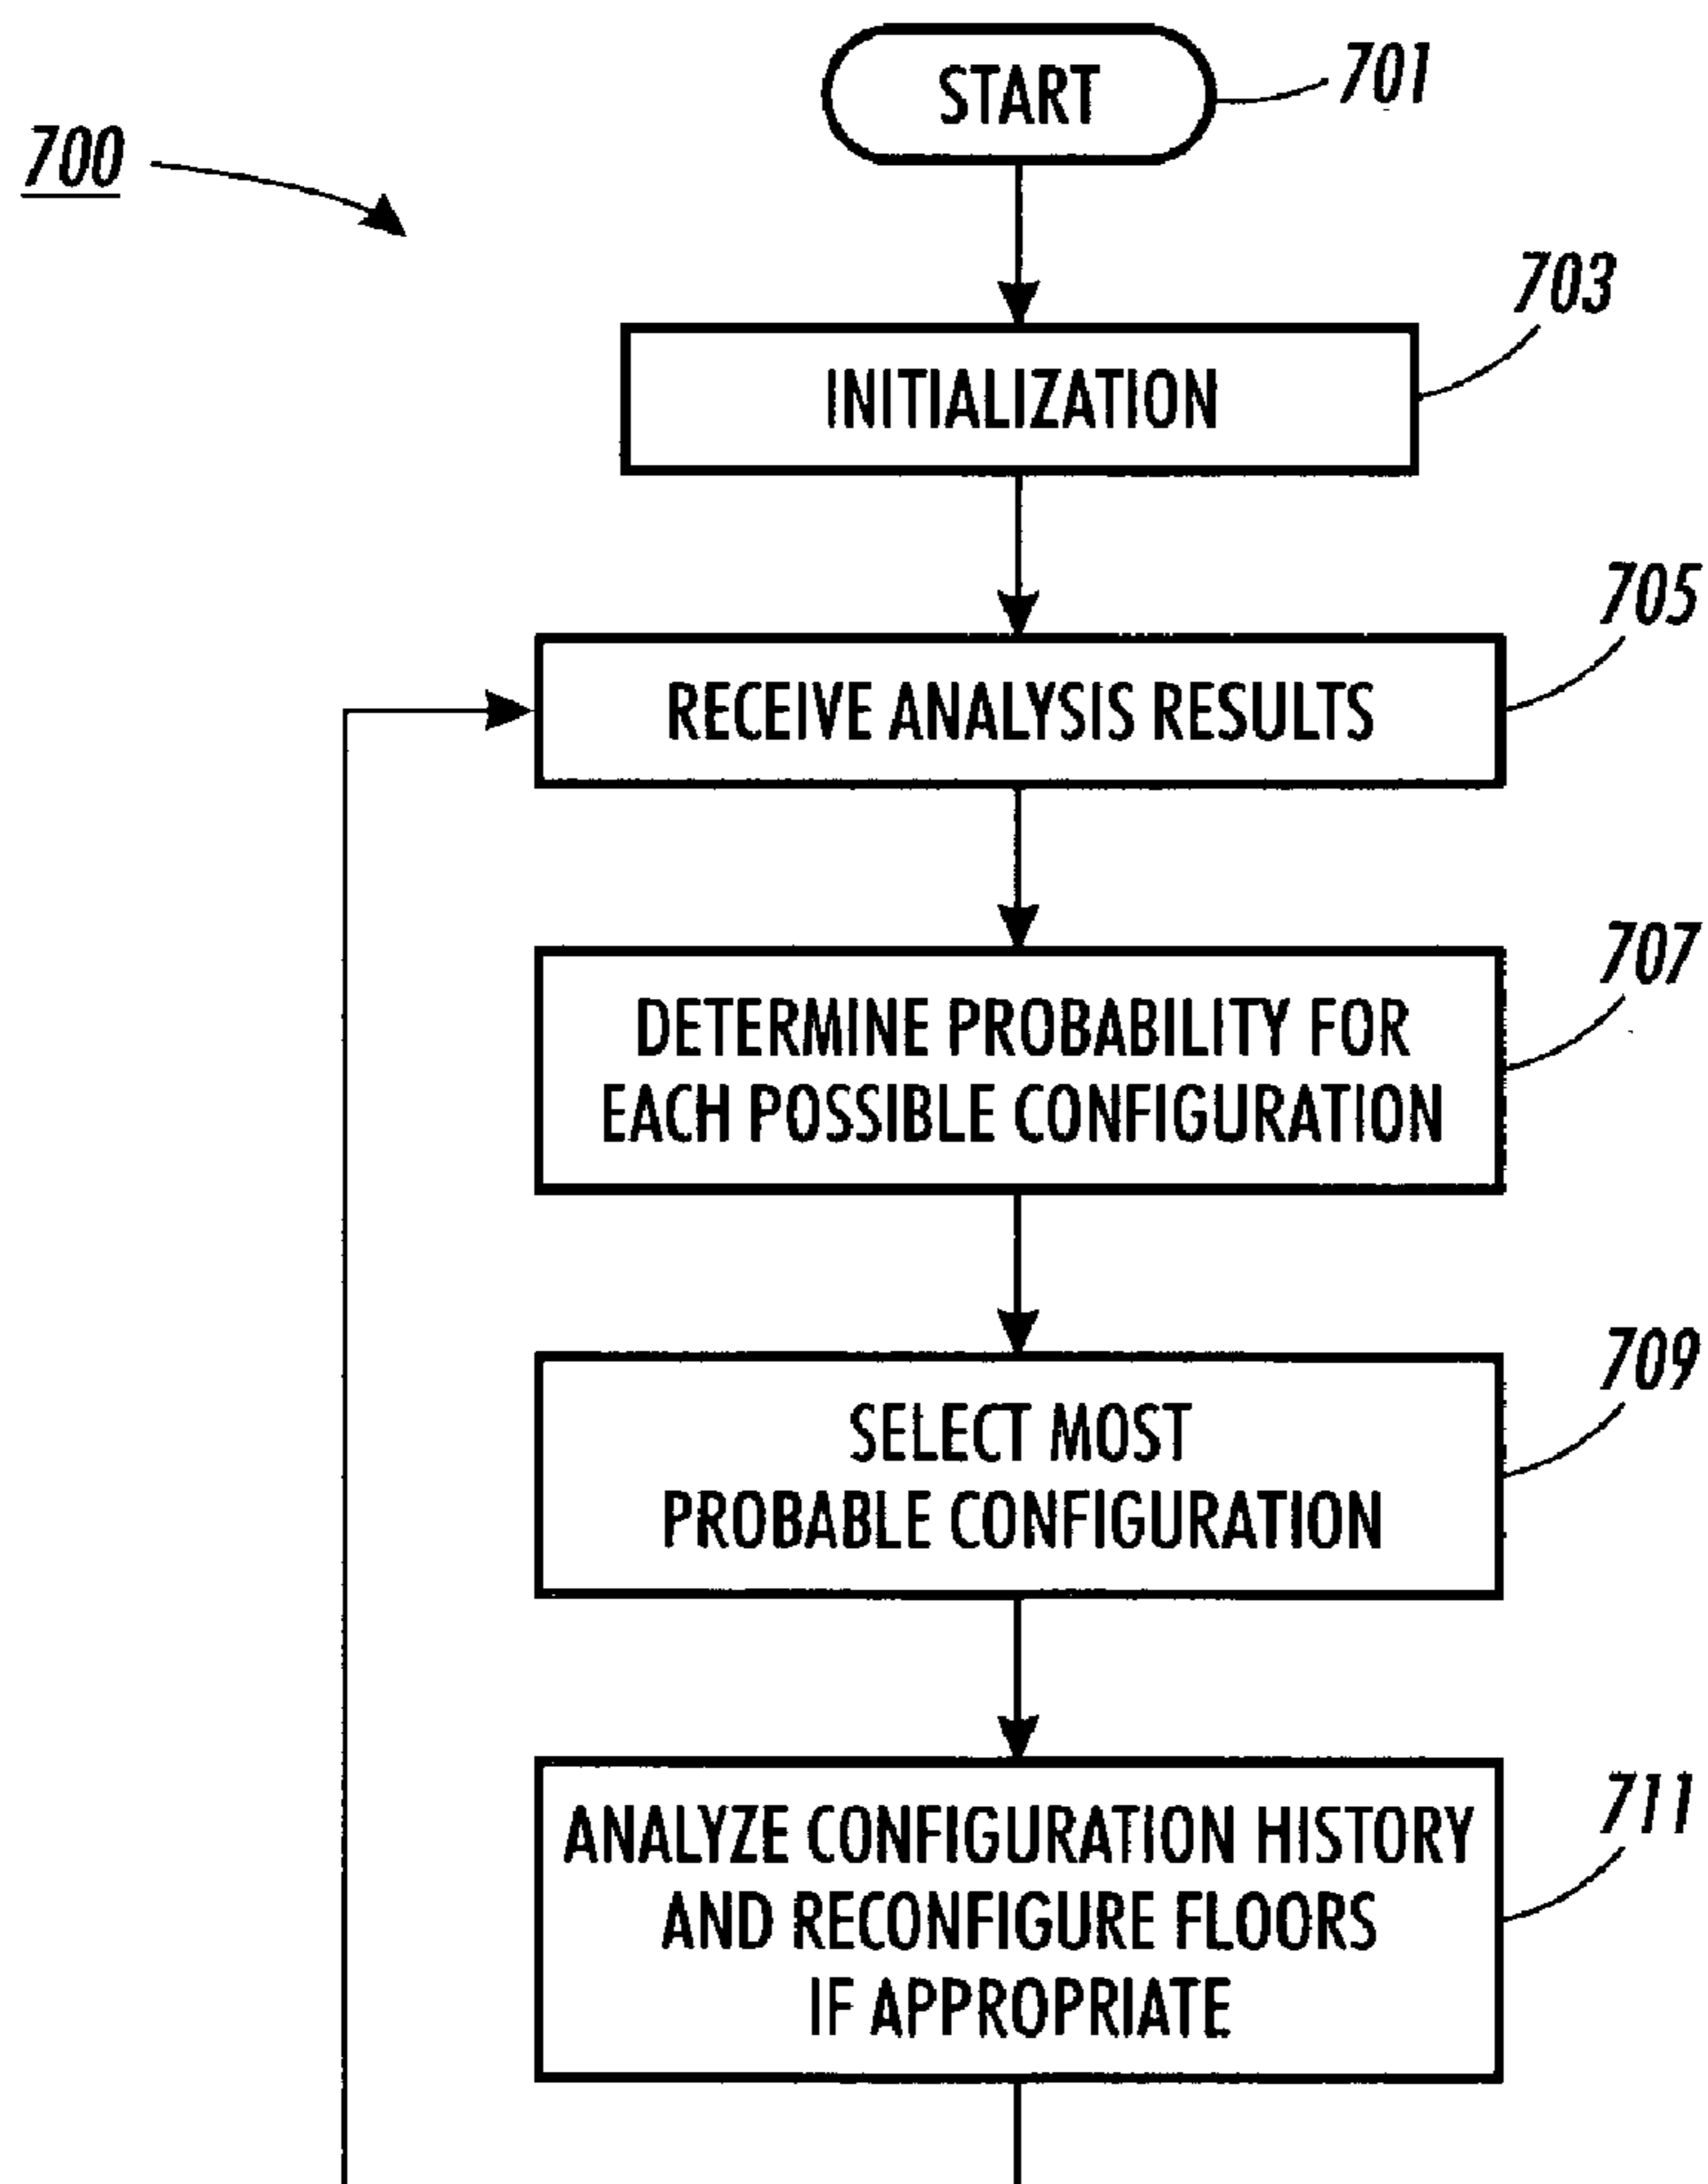 START
701
700
703
INITIALIZATION
705
RECEIVE ANALYSIS RESULTS
707
DETERMINE PROBABILITY FOR
EACH POSSIBLE CONFIGURATION
709
SELECT MOST
PROBABLE CONFIGURATION
711
ANALYZE CONFIGURATION HISTORY
AND RECONFIGURE FLOORS
IF APPROPRIATE